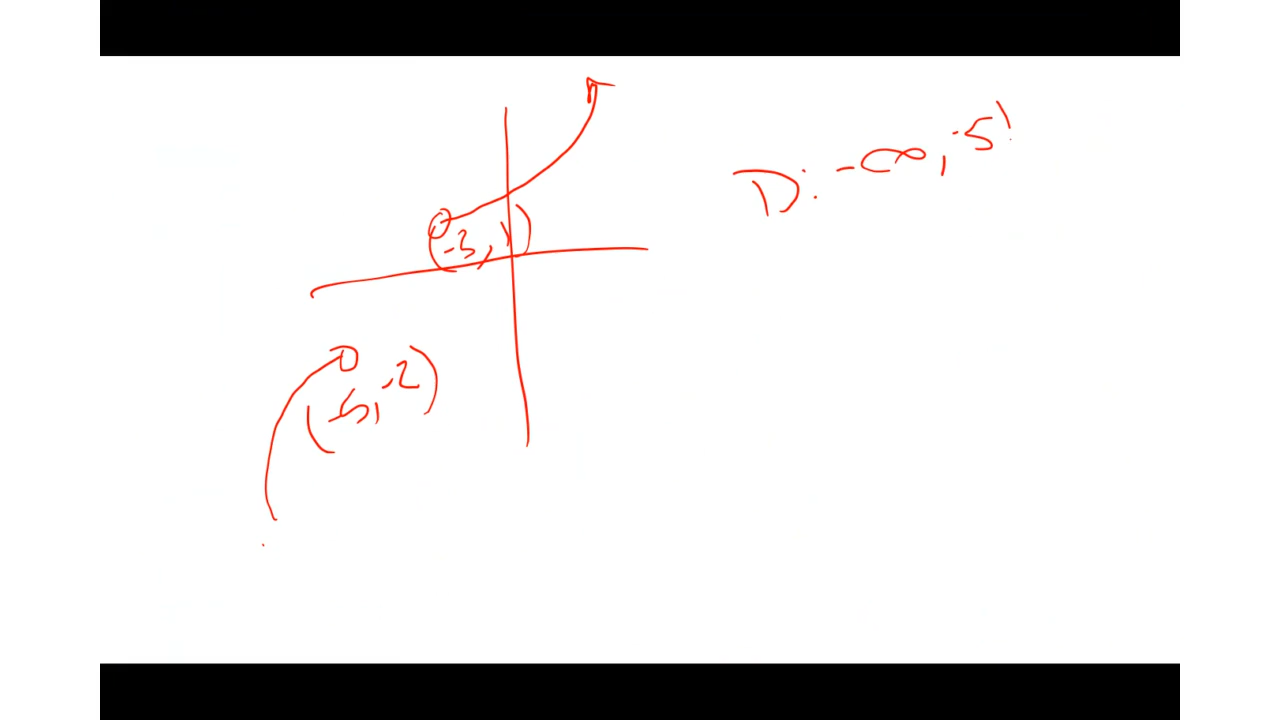 D: -∞, -5)
(-3, 1)
(-5, -2)